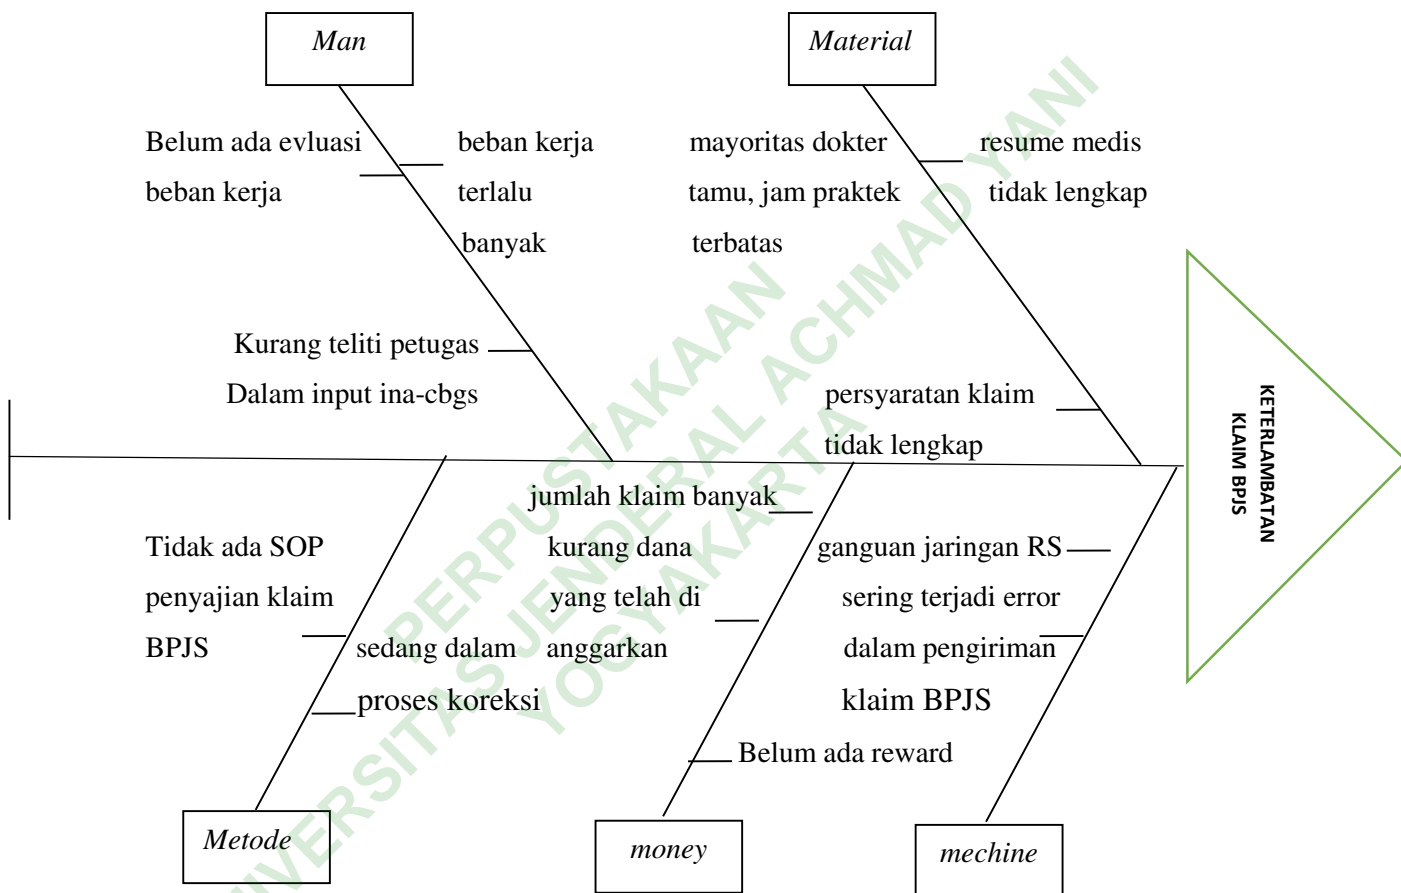 Man
Material
Belum ada evluasi
beban kerja
beban kerja
terlalu
banyak
mayoritas dokter
tamu, jam praktek
terbatas
resume medis
tidak lengkap
Kurang teliti petugas
Dalam input ina-cbgs
persyaratan klaim
tidak lengkap
KETERLAMBATAN
KLAIM BPJS
Tidak ada SOP
penyajian klaim
BPJS
sedang dalam
proses koreksi
jumlah klaim banyak
kurang dana
yang telah di
anggarkan
Belum ada reward
ganguan jaringan RS
sering terjadi error
dalam pengiriman
klaim BPJS
Metode
money
mechine
PERPUSTAKAAN
NIVERSITAS JENDERAL ACHMAD YANI
YOGYAKARTA